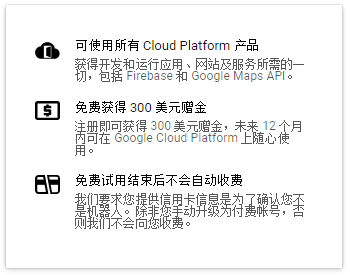 可使用所有 Cloud Platform 产品
获得开发和运行应用、网站及服务所需的一
切，包括 Firebase 和 Google Maps API。
免费获得 300 美元赠金
注册即可获得 300 美元赠金，未来 12 个月
内可在 Google Cloud Platform 上随心使
用。
免费试用结束后不会自动收费
我们要求您提供信用卡信息是为了确认您不
是机器人。除非您手动升级为付费帐号，否
则我们不会向您收费。